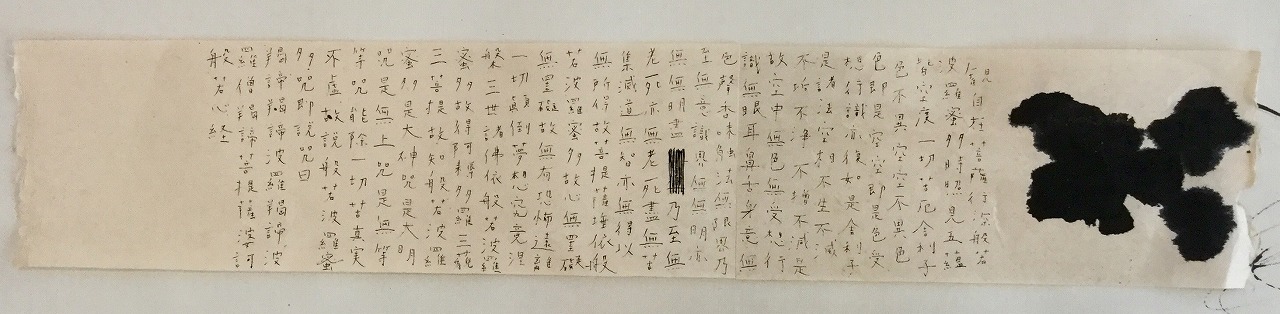 自在菩薩行深般若
波羅蜜多時照見五蘊
皆空度一切苦厄舍利子
色不異空空不異色
色即是空空即是色受
想行識亦復如是舍利子
是諸法空相不生不滅
不垢不淨不增不減是
故空中無色無受想行
識無眼耳鼻舌身意無
色聲香味觸法無眼界乃
至無意識界無無明亦
無無明盡乃至無
老死亦無老死盡無苦
集滅道無智亦無得以
無所得故菩提薩埵依般
若波羅蜜多故心無罣礙
無罣礙故無有恐怖遠離
一切顛倒夢想究竟涅
槃三世諸佛依般若波羅
蜜多故得阿耨多羅三藐
三菩提故知般若波羅
蜜多是大神咒是大明
咒是無上咒是無等
等咒能除一切苦真實
不虛故說般若波羅蜜
多咒即說咒曰
羯諦羯諦波羅羯諦波
羅僧羯諦菩提薩婆訶
般若心經